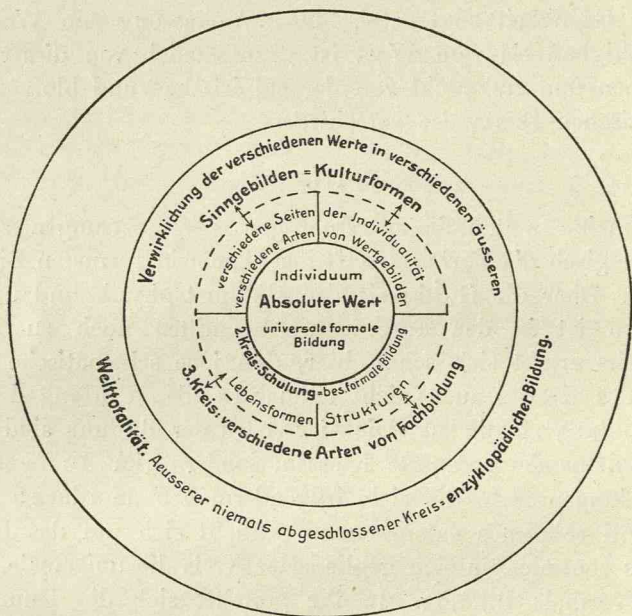 Verwirklichung der verschiedenen Werte in verschiedenen äusseren
Sinngebilden = Kulturformen
verschiedene Seiten der Individualität
verschiedene Arten von Wertgebilden
Individuum
Absoluter Wert
universale formale
Bildung
2.Kreis:Schulung=bes.formale Bildung
Lebensformen Strukturen
3.Kreis: verschiedene Arten von Fachbildung
Welttotalität. Aeusserer niemals abgeschlossener Kreis=enzyklopädischer Bildung.